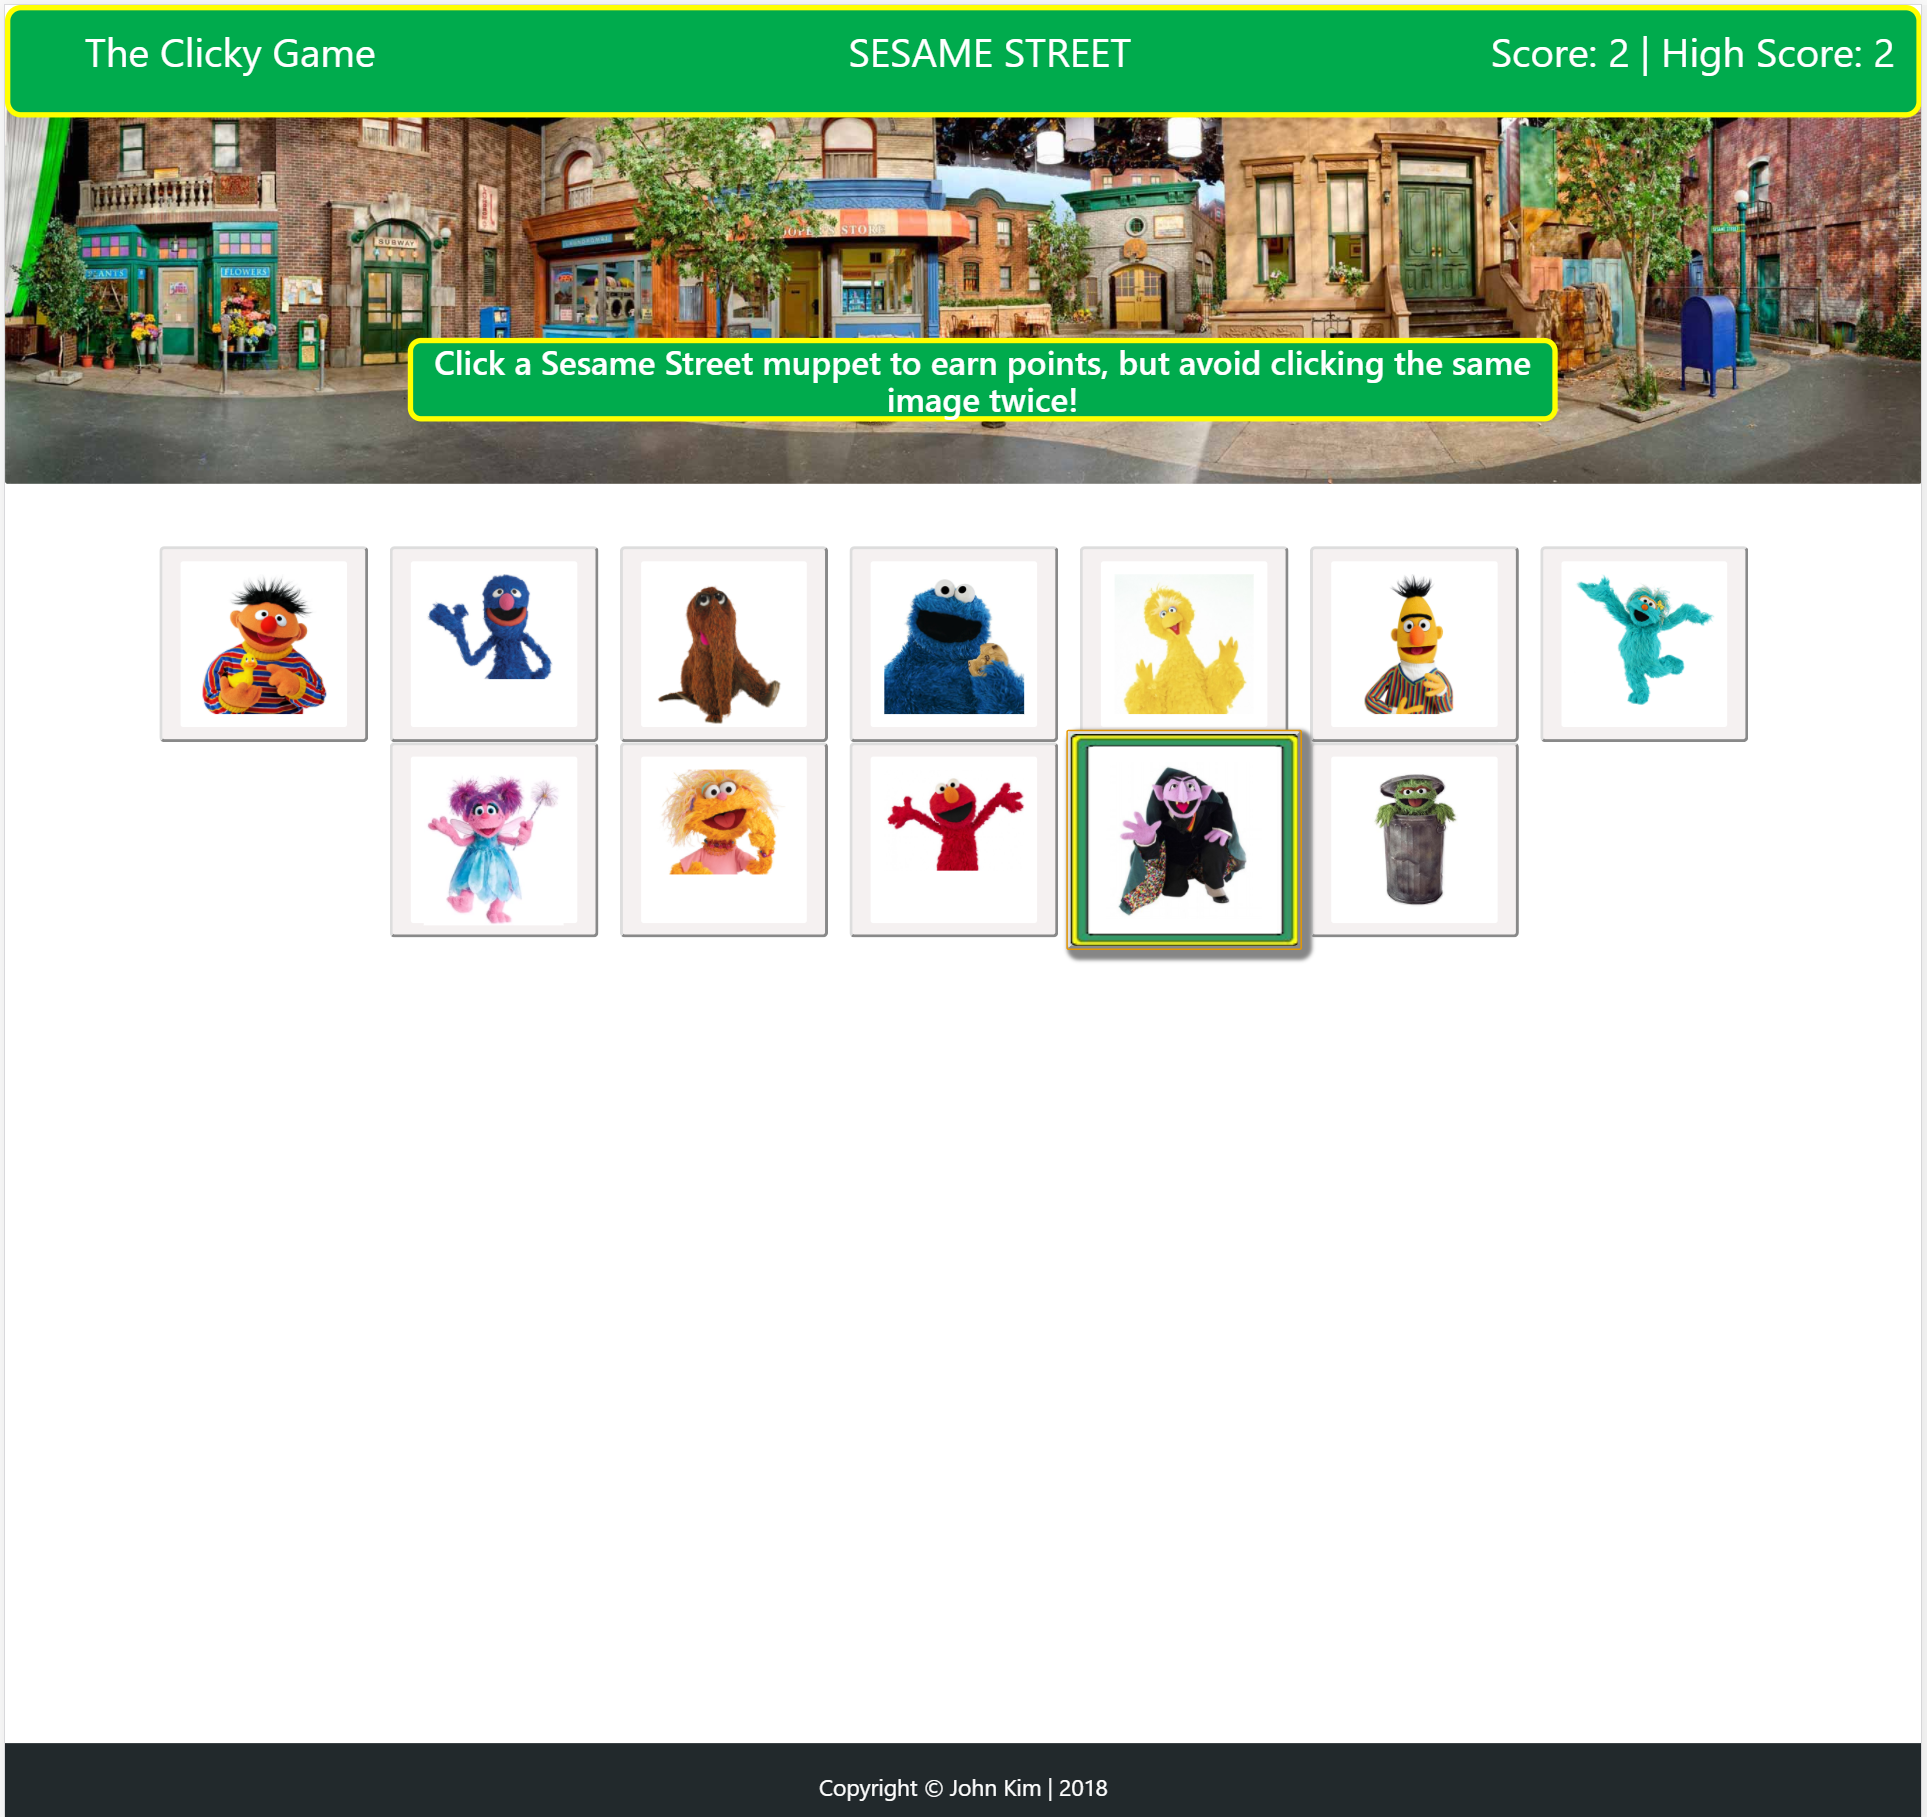 The Clicky Game
SESAME STREET
Score: 2 | High Score: 2
SUBWAY
STORE
PLANTS
FLOWERS
Click a Sesame Street muppet to earn points, but avoid clicking the same
image twice!
Copyright © John Kim | 2018